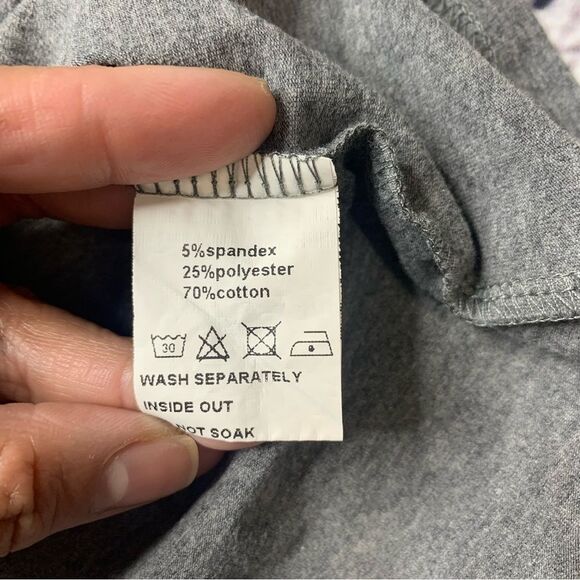 5%spandex
25%polyester
70%cotton
30
WASH SEPARATELY
INSIDE OUT
NOT SOAK